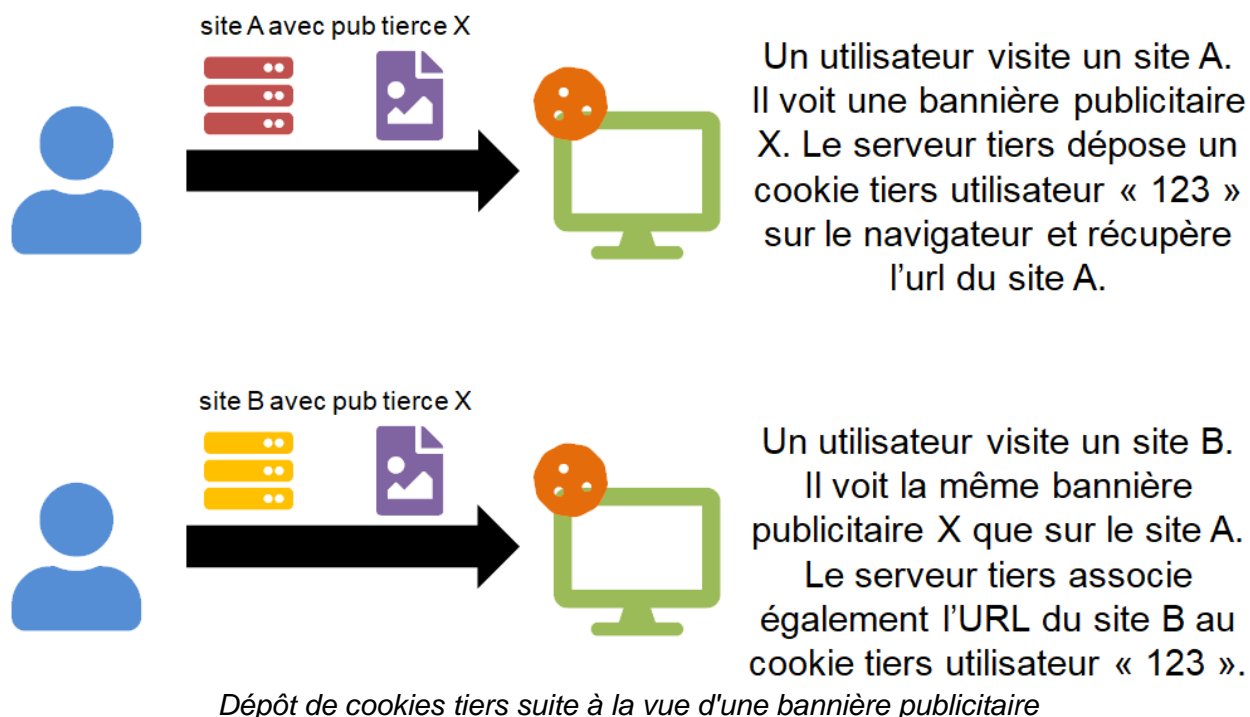 site A avec pub tierce X
Un utilisateur visite un site A.
Il voit une bannière publicitaire
X. Le serveur tiers dépose un
cookie tiers utilisateur « 123 »
sur le navigateur et récupère
l'url du site A.
site B avec pub tierce X
Un utilisateur visite un site B.
Il voit la même bannière
publicitaire X que sur le site A.
Le serveur tiers associe
également l'URL du site B au
cookie tiers utilisateur « 123 ».
Dépôt de cookies tiers suite à la vue d'une bannière publicitaire